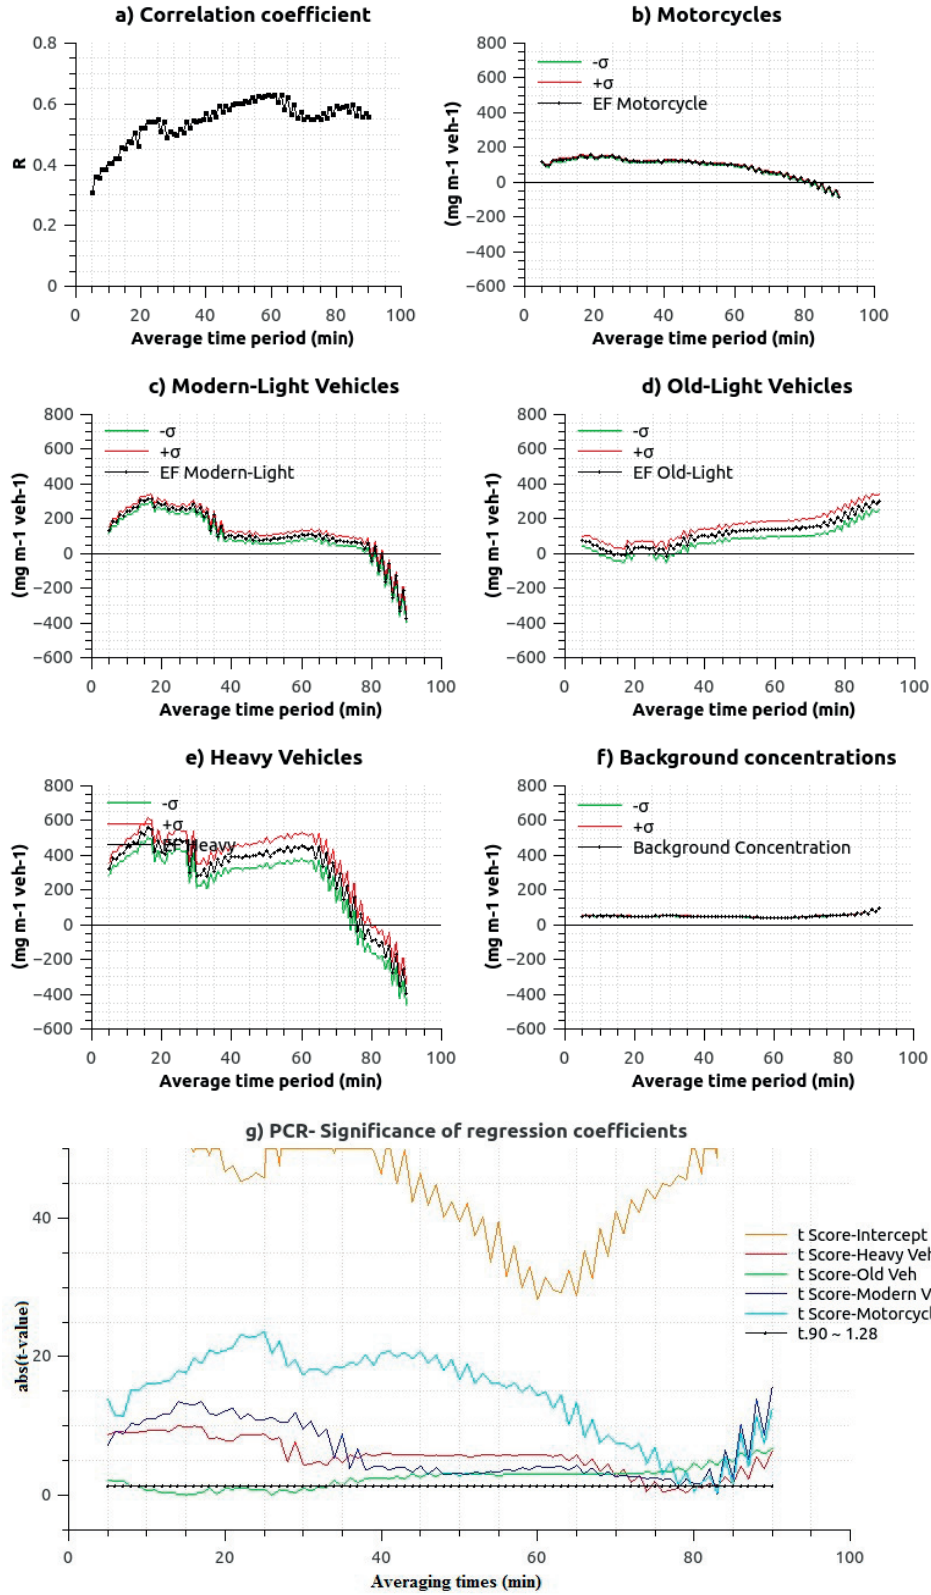 a) Correlation coefficient
0.8
0.6
0.4
0.2
0
R
0 20 40 60 80 100
Average time period (min)
b) Motorcycles
800
600
400
200
0
−200
−400
−600
(mg m-1 veh-1)
-σ
+σ
EF Motorcycle
0 20 40 60 80 100
Average time period (min)
c) Modern-Light Vehicles
800
600
400
200
0
−200
−400
−600
(mg m-1 veh-1)
-σ
+σ
EF Modern-Light
0 20 40 60 80 100
Average time period (min)
d) Old-Light Vehicles
800
600
400
200
0
−200
−400
−600
(mg m-1 veh-1)
-σ
+σ
EF Old-Light
0 20 40 60 80 100
Average time period (min)
e) Heavy Vehicles
800
600
400
200
0
−200
−400
−600
(mg m-1 veh-1)
-σ
+σ
EF Heavy
0 20 40 60 80 100
Average time period (min)
f) Background concentrations
800
600
400
200
0
−200
−400
−600
(mg m-1 veh-1)
-σ
+σ
Background Concentration
0 20 40 60 80 100
Average time period (min)
g) PCR- Significance of regression coefficients
40
20
0
abs(t-value)
t Score-Intercept
t Score-Heavy Veh
t Score-Old Veh
t Score-Modern V
t Score-Motorcycl
t.90 ~ 1.28
0 20 40 60 80 100
Averaging times (min)